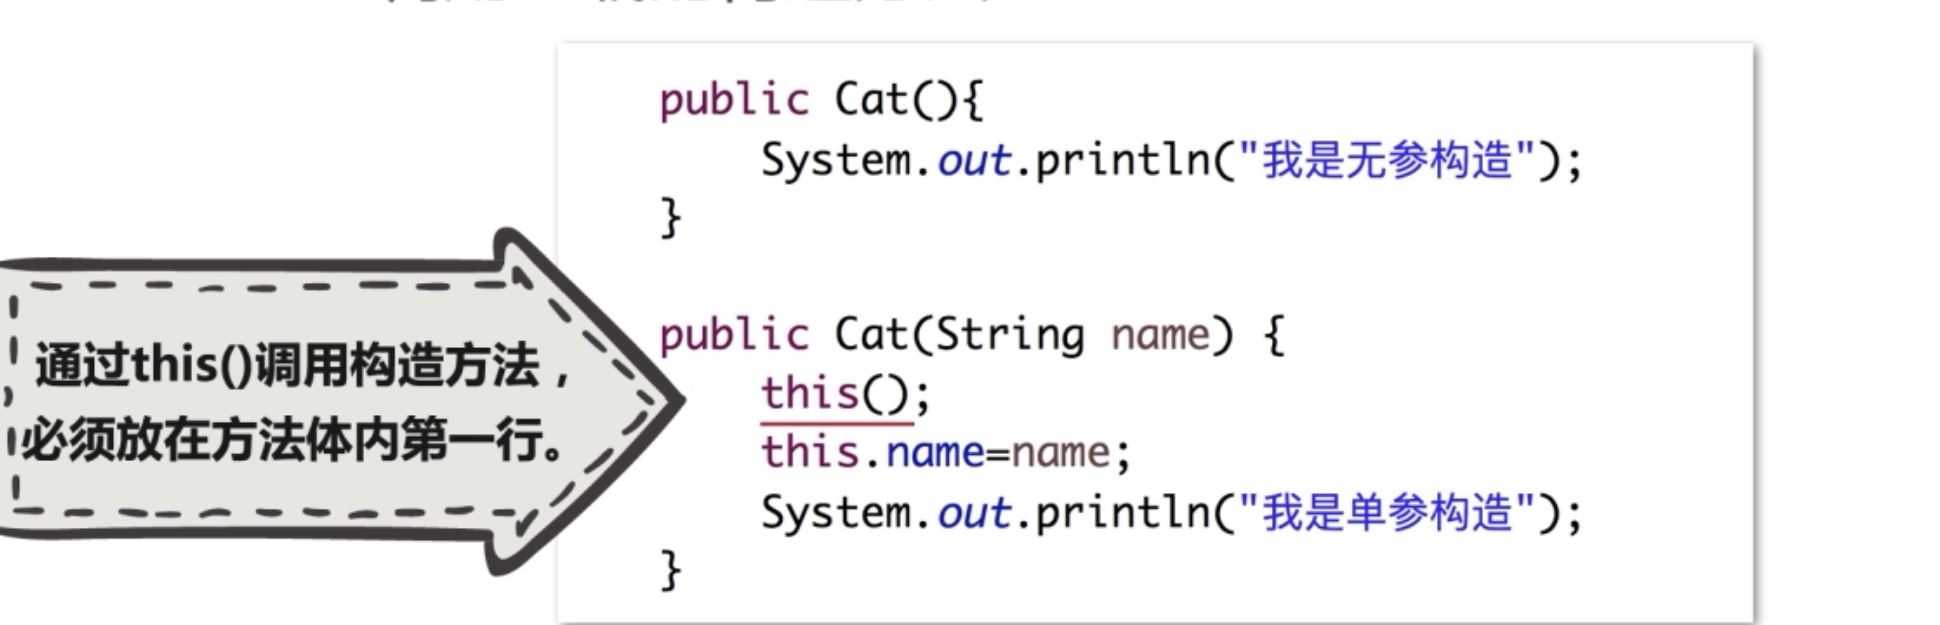 public Cat(){
System.out.println("我是无参构造");
}
通过this()调用构造方法，
必须放在方法体内第一行。
public Cat(String name) {
this();
this.name=name;
System.out.println("我是单参构造");
}